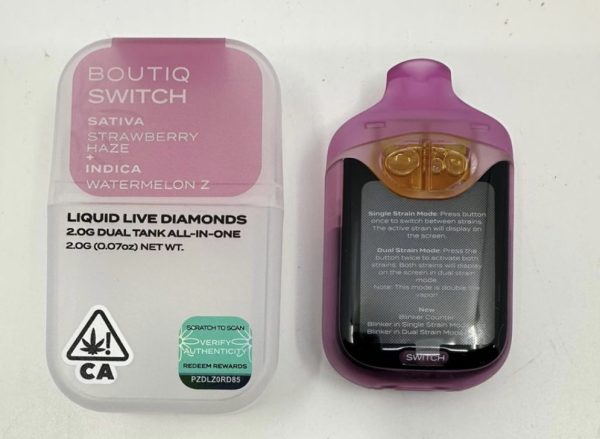 BOUTIQ
SWITCH
SATIVA
STRAWBERRY
HAZE
+
INDICA
WATERMELON Z
LIQUID LIVE DIAMONDS
2.0G DUAL TANK ALL-IN-ONE
2.0G (0.07oz) NET WT.
!
CA
SCRATCH TO SCAN
VERIFY
AUTHENTICITY
REDEEM REWARDS
PZDLZ0RD85
Single Strain Mode: Press button
once to switch between strains.
The active strain will display on
the screen.
Dual Strain Mode: Press the
button twice to activate both
strains. Both strains will display
on the screen in dual strain
mode.
Note: This mode is double the
vapor!
New
Blinker Counter
Blinker in Single Strain Mode
Blinker in Dual Strain Mode
SWITCH